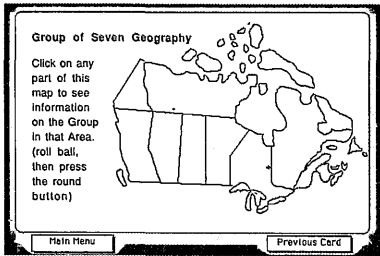 Group of Seven Geography
Click on any
part of this
map to see
information
on the Group
in that Area.
(roll ball,
then press
the round
button)
Main Menu
Previous Card